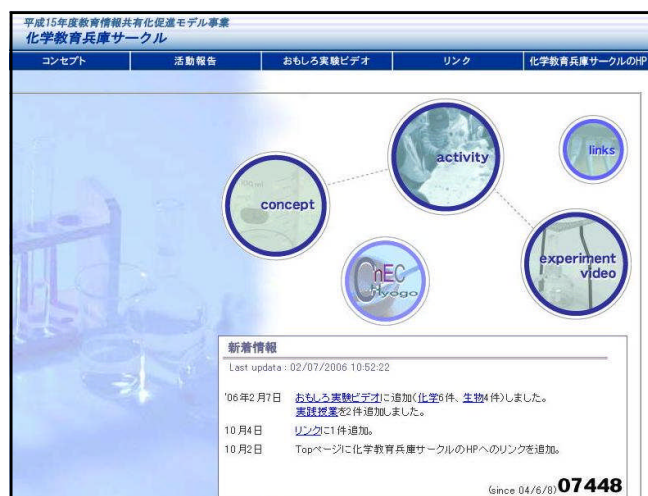 平成15年度教育情報共有化促進モデル事業
化学教育兵庫サークル
コンセプト 活動報告 おもしろ実験ビデオ リンク 化学教育兵庫サークルのHP
activity
links
concept
experiment
video
CnEC
Hyogo
新着情報
Last updata : 02/07/2006 10:52:22
'06年2月7日 おもしろ実験ビデオに追加(化学6件、生物4件)しました。
実践授業を2件追加しました。
10月4日 リンクに1件追加。
10月2日 Topページに化学教育兵庫サークルのHPへのリンクを追加。
(since 04/6/8) 07448